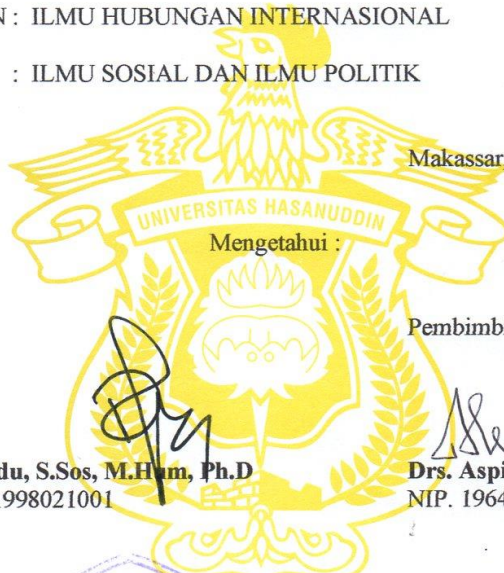 N : ILMU HUBUNGAN INTERNASIONAL
: ILMU SOSIAL DAN ILMU POLITIK
Makassar,
UNIVERSITAS HASANUDDIN
Mengetahui :
Pembimb
du, S.Sos, M.Hum, Ph.D
Drs. Aspi
1998021001
NIP. 1964